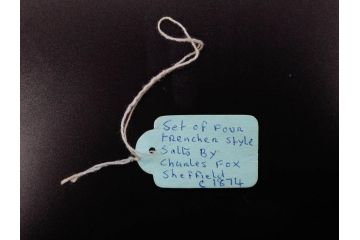 Set of Four
trencher style
Salts By
Charles Fox
Sheffield
C 1874